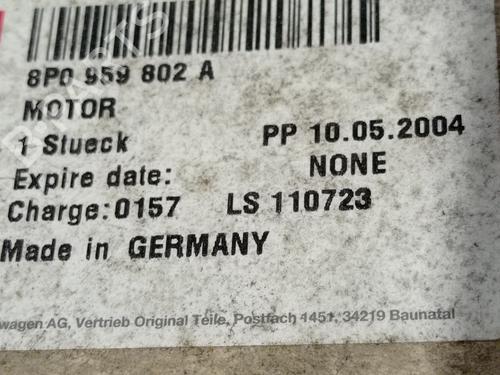 8P0 959 802 A
MOTOR
1 Stueck PP 10.05.2004
Expire date: NONE
Charge:0157 LS 110723
Made in GERMANY
wagen AG, Vertrieb Original Teile, Postfach 1451, 34219 Baunatal